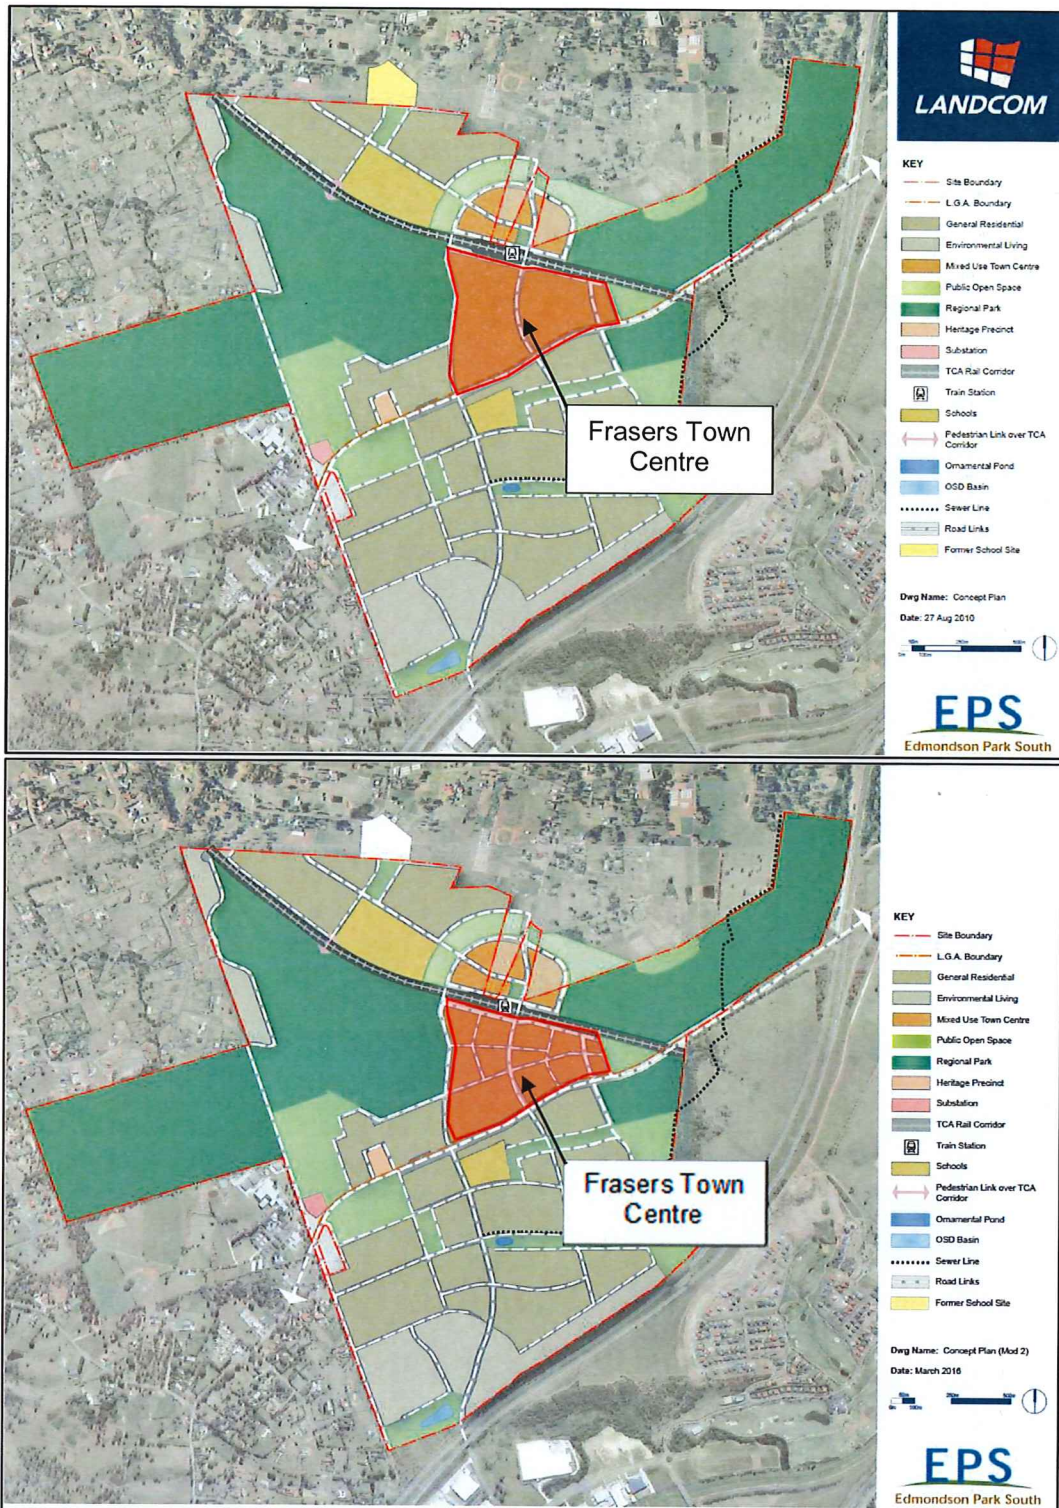 LANDCOM
KEY
Site Boundary
L.G.A. Boundary
General Residential
Environmental Living
Mixed Use Town Centre
Public Open Space
Regional Park
Heritage Precinct
Substation
TCA Rail Corridor
Train Station
Schools
Pedestrian Link over TCA
Corridor
Ornamental Pond
OSD Basin
Sewer Line
Road Links
Former School Site
Dwg Name: Concept Plan
Date: 27 Aug 2010
EPS
Edmondson Park South
Frasers Town
Centre
KEY
Site Boundary
L.G.A. Boundary
General Residential
Environmental Living
Mixed Use Town Centre
Public Open Space
Regional Park
Heritage Precinct
Substation
TCA Rail Corridor
Train Station
Schools
Pedestrian Link over TCA
Corridor
Ornamental Pond
OSD Basin
Sewer Line
Road Links
Former School Site
Dwg Name: Concept Plan (Mod 2)
Date: March 2016
EPS
Edmondson Park South
Frasers Town
Centre